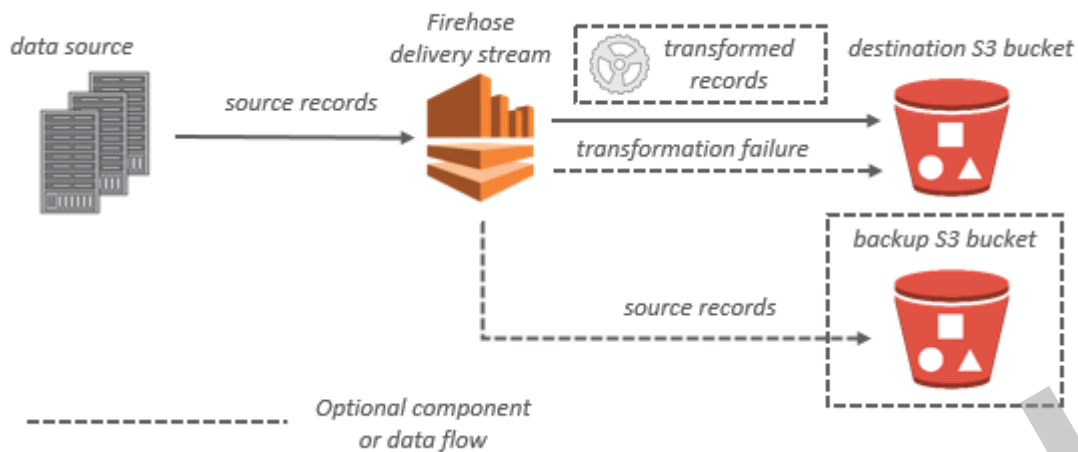 data source
source records
Firehose
delivery stream
transformed
records
transformation failure
destination S3 bucket
backup S3 bucket
source records
Optional component
or data flow